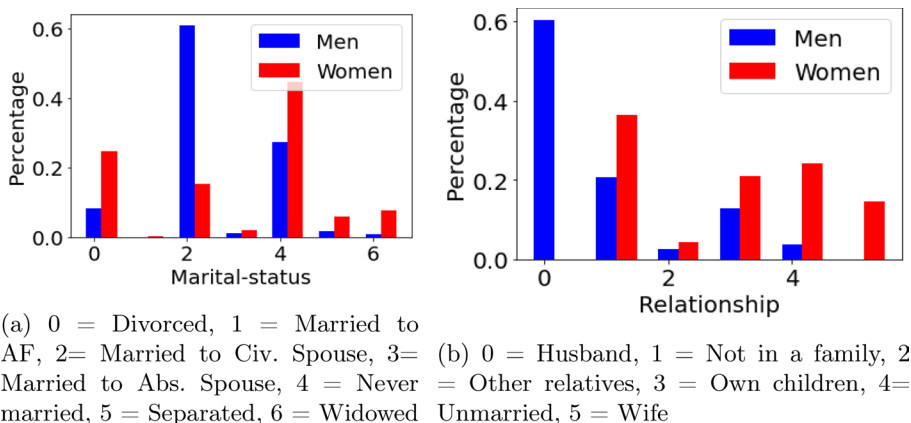 0.6
0.4
0.2
0.0
Percentage
Men
Women
0 2 4 6
Marital-status
(a) 0 = Divorced, 1 = Married to
AF, 2= Married to Civ. Spouse, 3=
Married to Abs. Spouse, 4 = Never
married, 5 = Separated, 6 = Widowed
0.6
0.4
0.2
0.0
Percentage
Men
Women
0 2 4
Relationship
(b) 0 = Husband, 1 = Not in a family, 2
= Other relatives, 3 = Own children, 4=
Unmarried, 5 = Wife